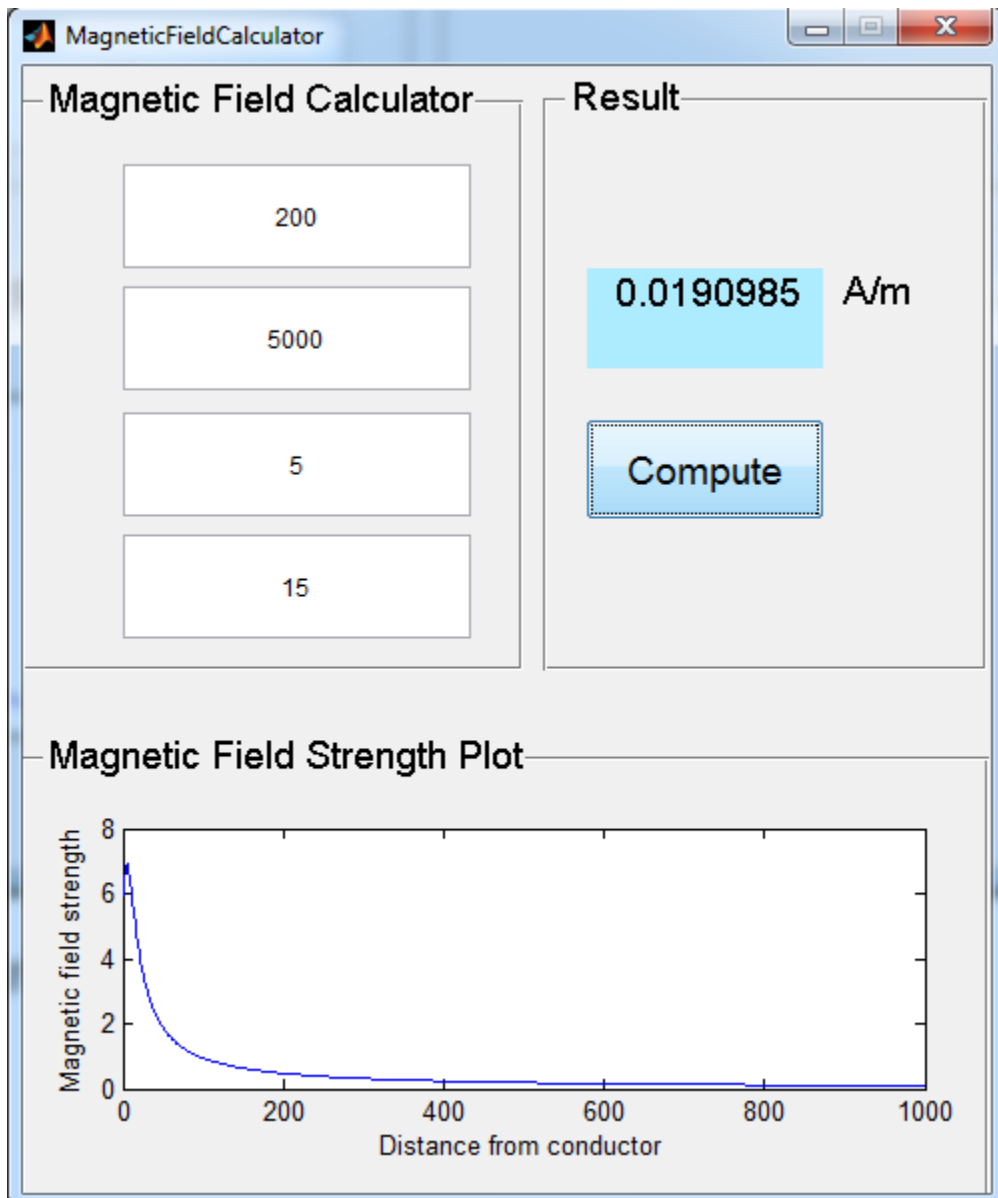 MagneticFieldCalculator
Magnetic Field Calculator
200
5000
5
15
Result
0.0190985 A/m
Compute
Magnetic Field Strength Plot
Magnetic field strength
8
6
4
2
0
0 200 400 600 800 1000
Distance from conductor